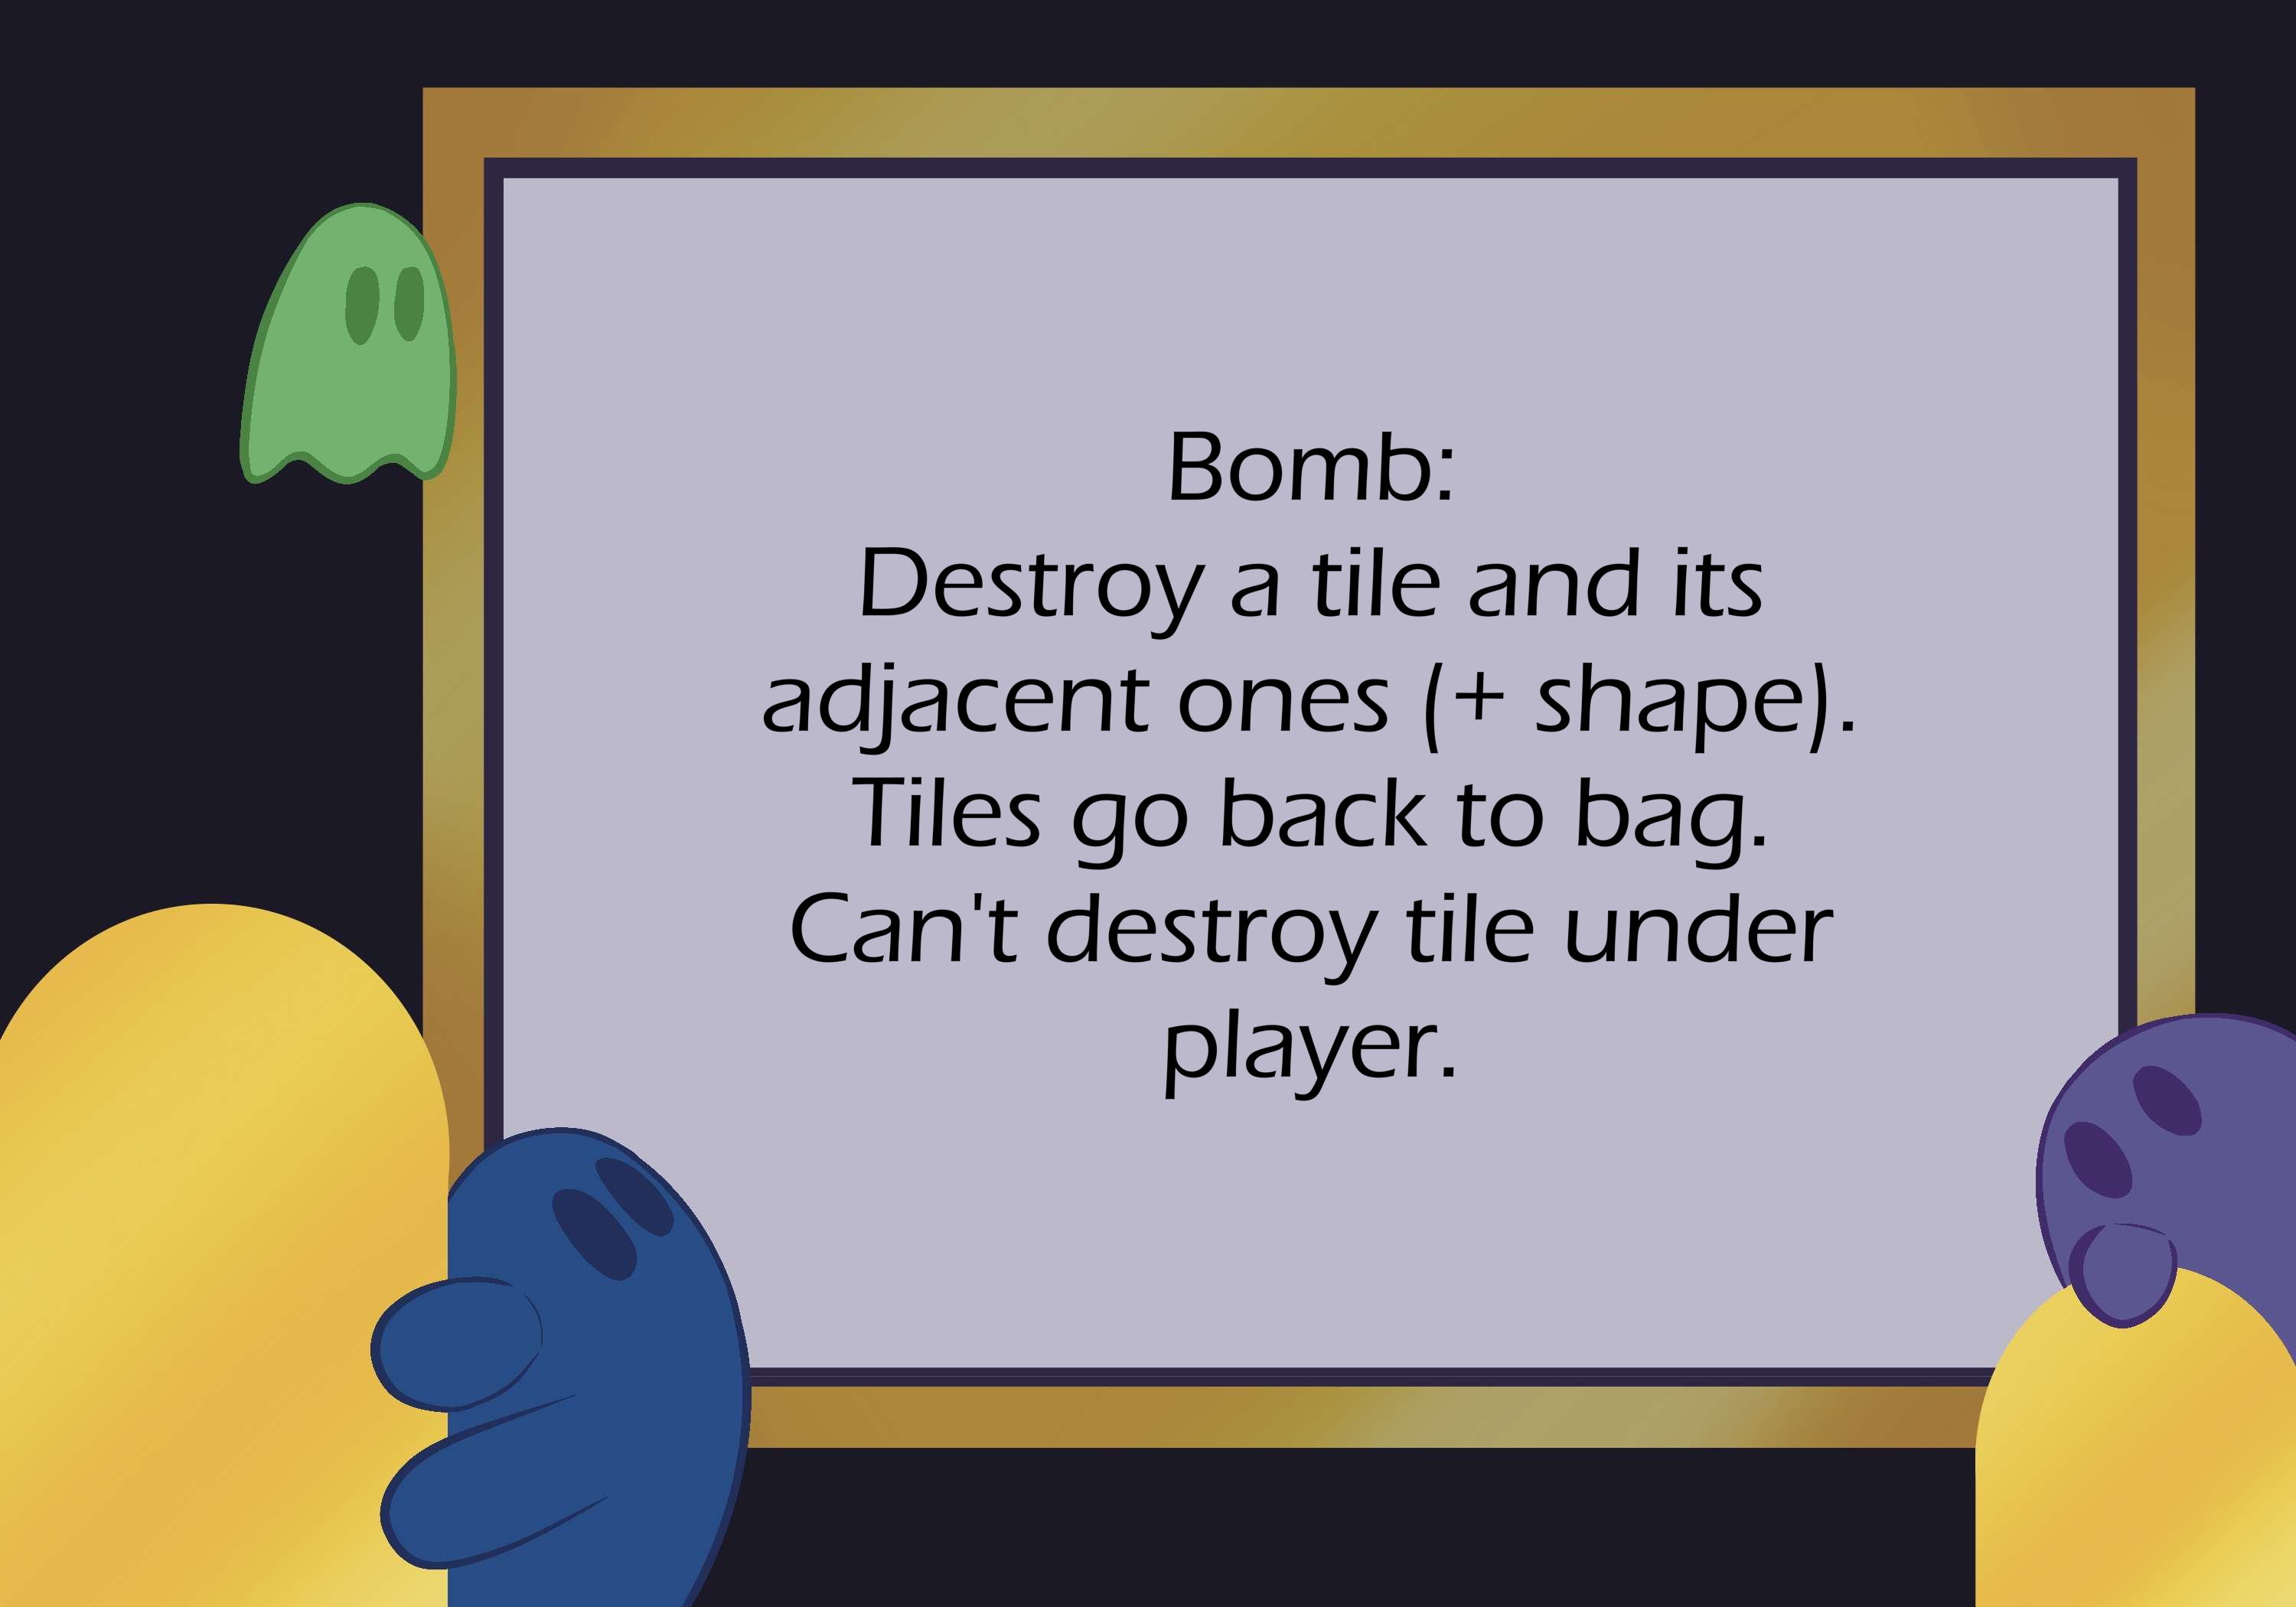 Bomb:
Destroy a tile and its
adjacent ones (+ shape).
Tiles go back to bag.
Can't destroy tile under
player.